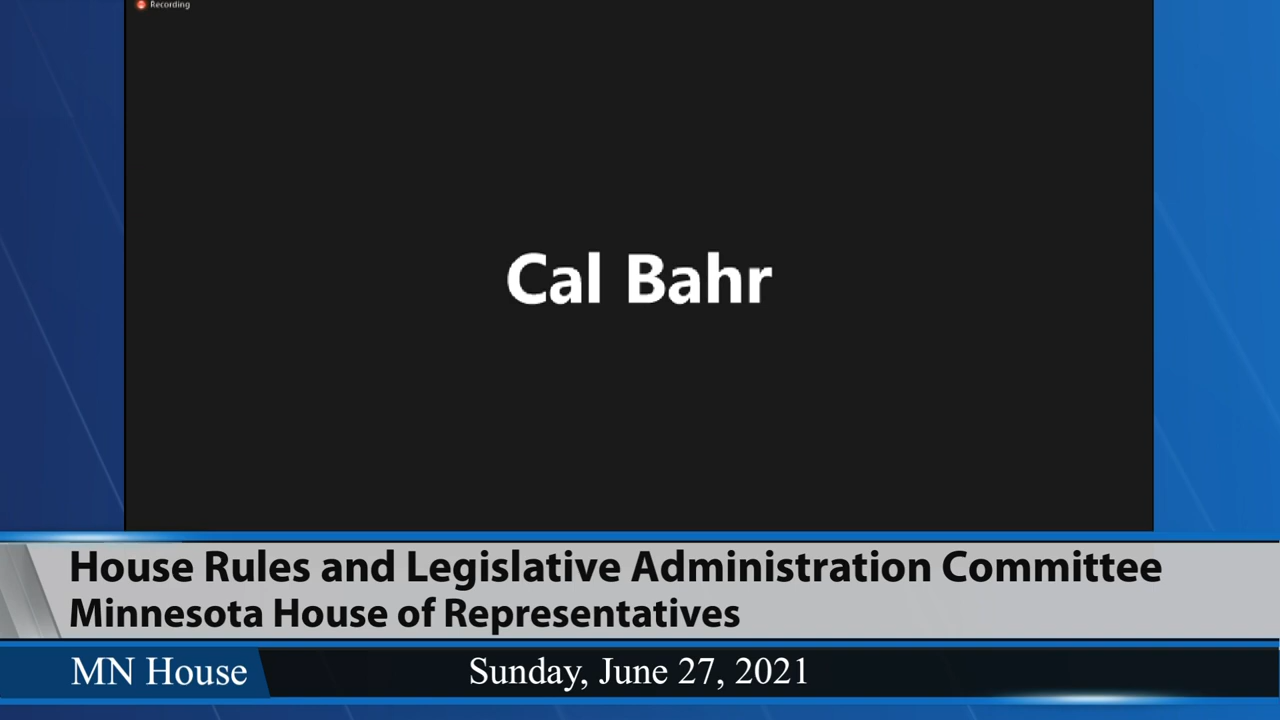 Recording
Cal Bahr
House Rules and Legislative Administration Committee
Minnesota House of Representatives
MN House
Sunday, June 27, 2021